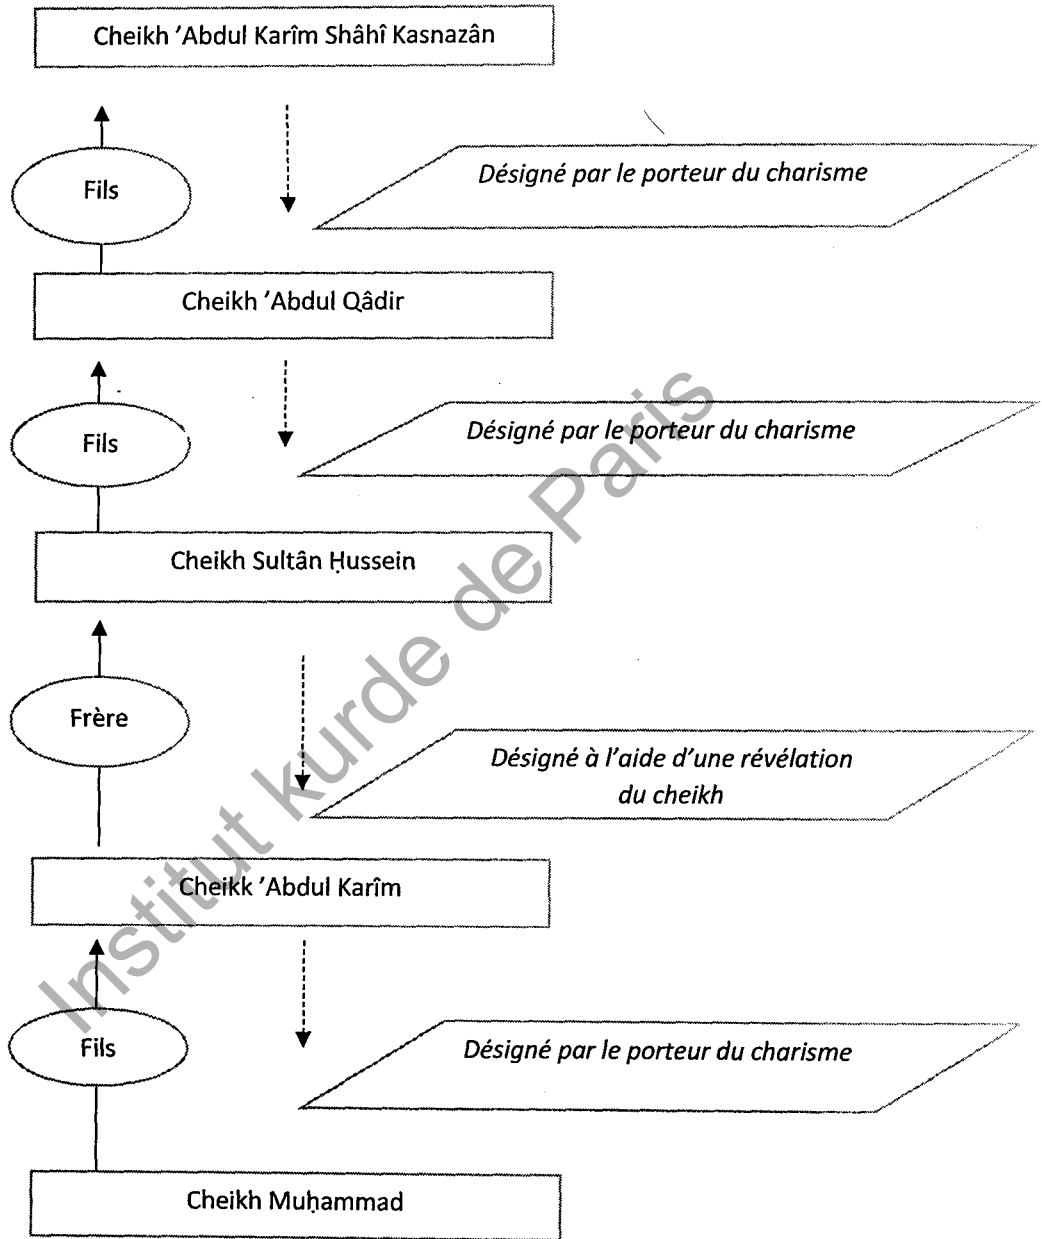 Cheikh ’Abdul Karîm Shâhî Kasnazân
Fils
Désigné par le porteur du charisme
Cheikh ’Abdul Qâdir
Fils
Désigné par le porteur du charisme
Cheikh Sultân Ḥussein
Frère
Désigné à l’aide d’une révélation
du cheikh
Cheikk ’Abdul Karîm
Fils
Désigné par le porteur du charisme
Cheikh Muḥammad
Institut kurde de Paris